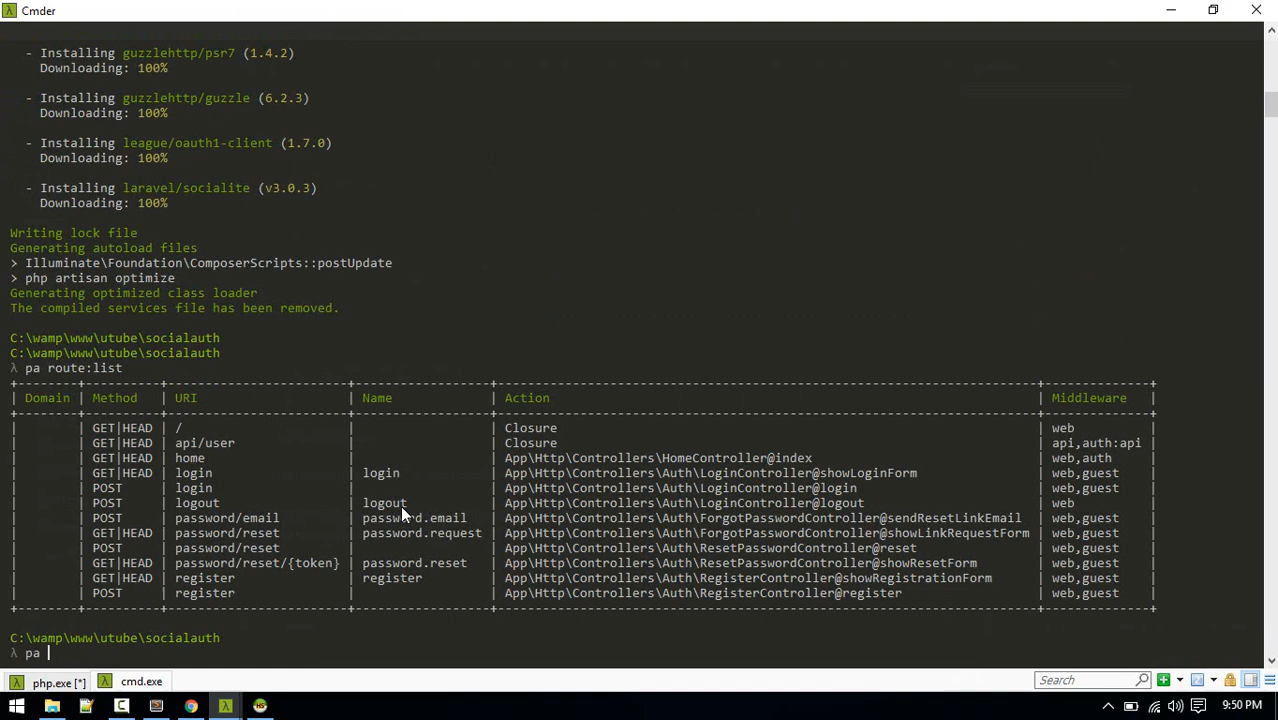 Cmder
- Installing guzzlehttp/psr7 (1.4.2)
Downloading: 100%
- Installing guzzlehttp/guzzle (6.2.3)
Downloading: 100%
- Installing league/oauth1-client (1.7.0)
Downloading: 100%
- Installing laravel/socialite (v3.0.3)
Downloading: 100%
Writing lock file
Generating autoload files
> Illuminate\Foundation\ComposerScripts::postUpdate
> php artisan optimize
Generating optimized class loader
The compiled services file has been removed.
C:\wamp\www\utube\socialauth
C:\wamp\www\utube\socialauth
λ pa route:list
+--------+----------+------------------------+------------------+------------------------------------------------------------------------+--------------+
| Domain | Method | URI | Name | Action | Middleware |
+--------+----------+------------------------+------------------+------------------------------------------------------------------------+--------------+
| | GET|HEAD | / | | Closure | web |
| | GET|HEAD | api/user | | Closure | api,auth:api |
| | GET|HEAD | home | | App\Http\Controllers\HomeController@index | web,auth |
| | GET|HEAD | login | login | App\Http\Controllers\Auth\LoginController@showLoginForm | web,guest |
| | POST | login | | App\Http\Controllers\Auth\LoginController@login | web,guest |
| | POST | logout | logout | App\Http\Controllers\Auth\LoginController@logout | web |
| | POST | password/email | password.email | App\Http\Controllers\Auth\ForgotPasswordController@sendResetLinkEmail | web,guest |
| | GET|HEAD | password/reset | password.request | App\Http\Controllers\Auth\ForgotPasswordController@showLinkRequestForm | web,guest |
| | POST | password/reset | | App\Http\Controllers\Auth\ResetPasswordController@reset | web,guest |
| | GET|HEAD | password/reset/{token} | password.reset | App\Http\Controllers\Auth\ResetPasswordController@showResetForm | web,guest |
| | GET|HEAD | register | register | App\Http\Controllers\Auth\RegisterController@showRegistrationForm | web,guest |
| | POST | register | | App\Http\Controllers\Auth\RegisterController@register | web,guest |
+--------+----------+------------------------+------------------+------------------------------------------------------------------------+--------------+
C:\wamp\www\utube\socialauth
λ pa
php.exe [*] cmd.exe Search
9:50 PM